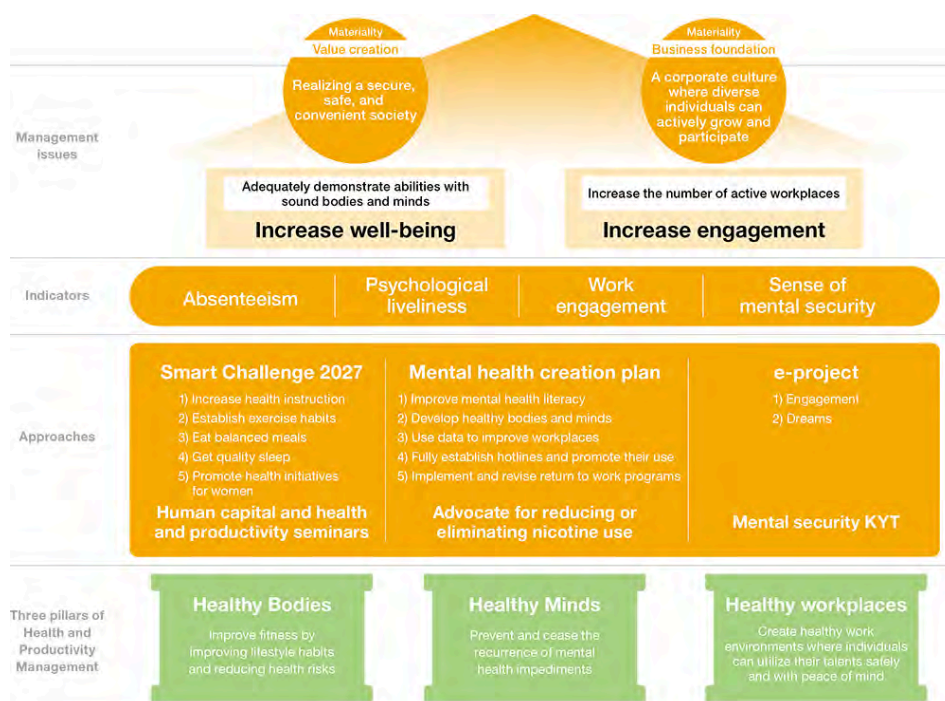 Materiality
Value creation
Realizing a secure,
safe, and
convenient society
Materiality
Business foundation
A corporate culture
where diverse
individuals can
actively grow and
participate
Management
issues
Adequately demonstrate abilities with
sound bodies and minds
Increase well-being
Increase the number of active workplaces
Increase engagement
Indicators
Absenteeism
Psychological
liveliness
Work
engagement
Sense of
mental security
Approaches
Smart Challenge 2027
1) Increase health instruction
2) Establish exercise habits
3) Eat balanced meals
4) Get quality sleep
5) Promote health initiatives
for women
Human capital and health
and productivity seminars
Mental health creation plan
1) Improve mental health literacy
2) Develop healthy bodies and minds
3) Use data to improve workplaces
4) Fully establish hotlines and promote their use
5) Implement and revise return to work programs
Advocate for reducing or
eliminating nicotine use
e-project
1) Engagement
2) Dreams
Mental security KYT
Three pillars of
Health and
Productivity
Management
Healthy Bodies
Improve fitness by
improving lifestyle habits
and reducing health risks
Healthy Minds
Prevent and cease the
recurrence of mental
health impediments
Healthy workplaces
Create healthy work
environments where individuals
can utilize their talents safely
and with peace of mind